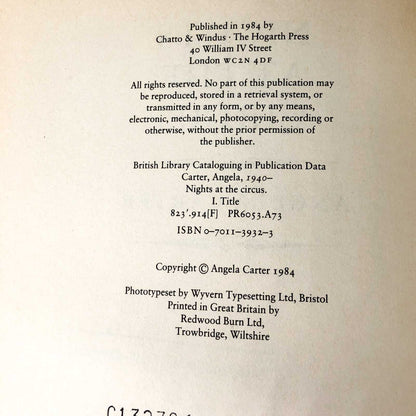 Published in 1984 by
Chatto & Windus · The Hogarth Press
40 William IV Street
London WC2N 4DF
All rights reserved. No part of this publication may
be reproduced, stored in a retrieval system, or
transmitted in any form, or by any means,
electronic, mechanical, photocopying, recording or
otherwise, without the prior permission of
the publisher.
British Library Cataloguing in Publication Data
Carter, Angela, 1940–
Nights at the circus.
I. Title
823'.914[F] PR6053.A73
ISBN 0–7011–3932–3
Copyright © Angela Carter 1984
Phototypeset by Wyvern Typesetting Ltd, Bristol
Printed in Great Britain by
Redwood Burn Ltd,
Trowbridge, Wiltshire